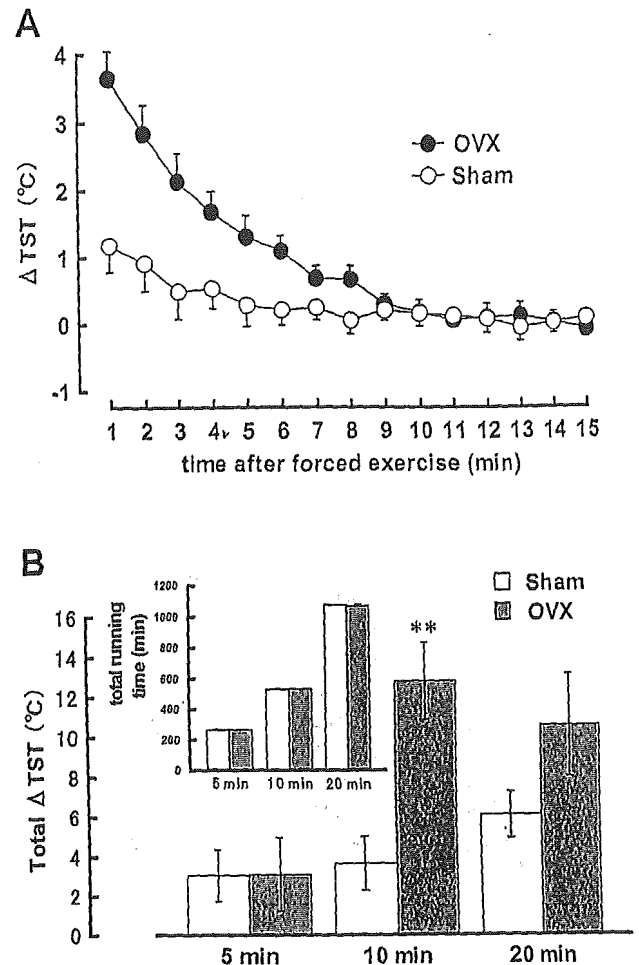 A
4
3
2
1
0
-1
Δ TST (°C)
OVX
Sham
1 2 3 4 5 6 7 8 9 10 11 12 13 14 15
time after forced exercise (min)
B
Sham
OVX
16
14
12
10
8
6
4
2
0
Total Δ TST (°C)
1200
1000
800
600
400
200
0
total running
time (min)
5 min 10 min 20 min
**
5 min 10 min 20 min